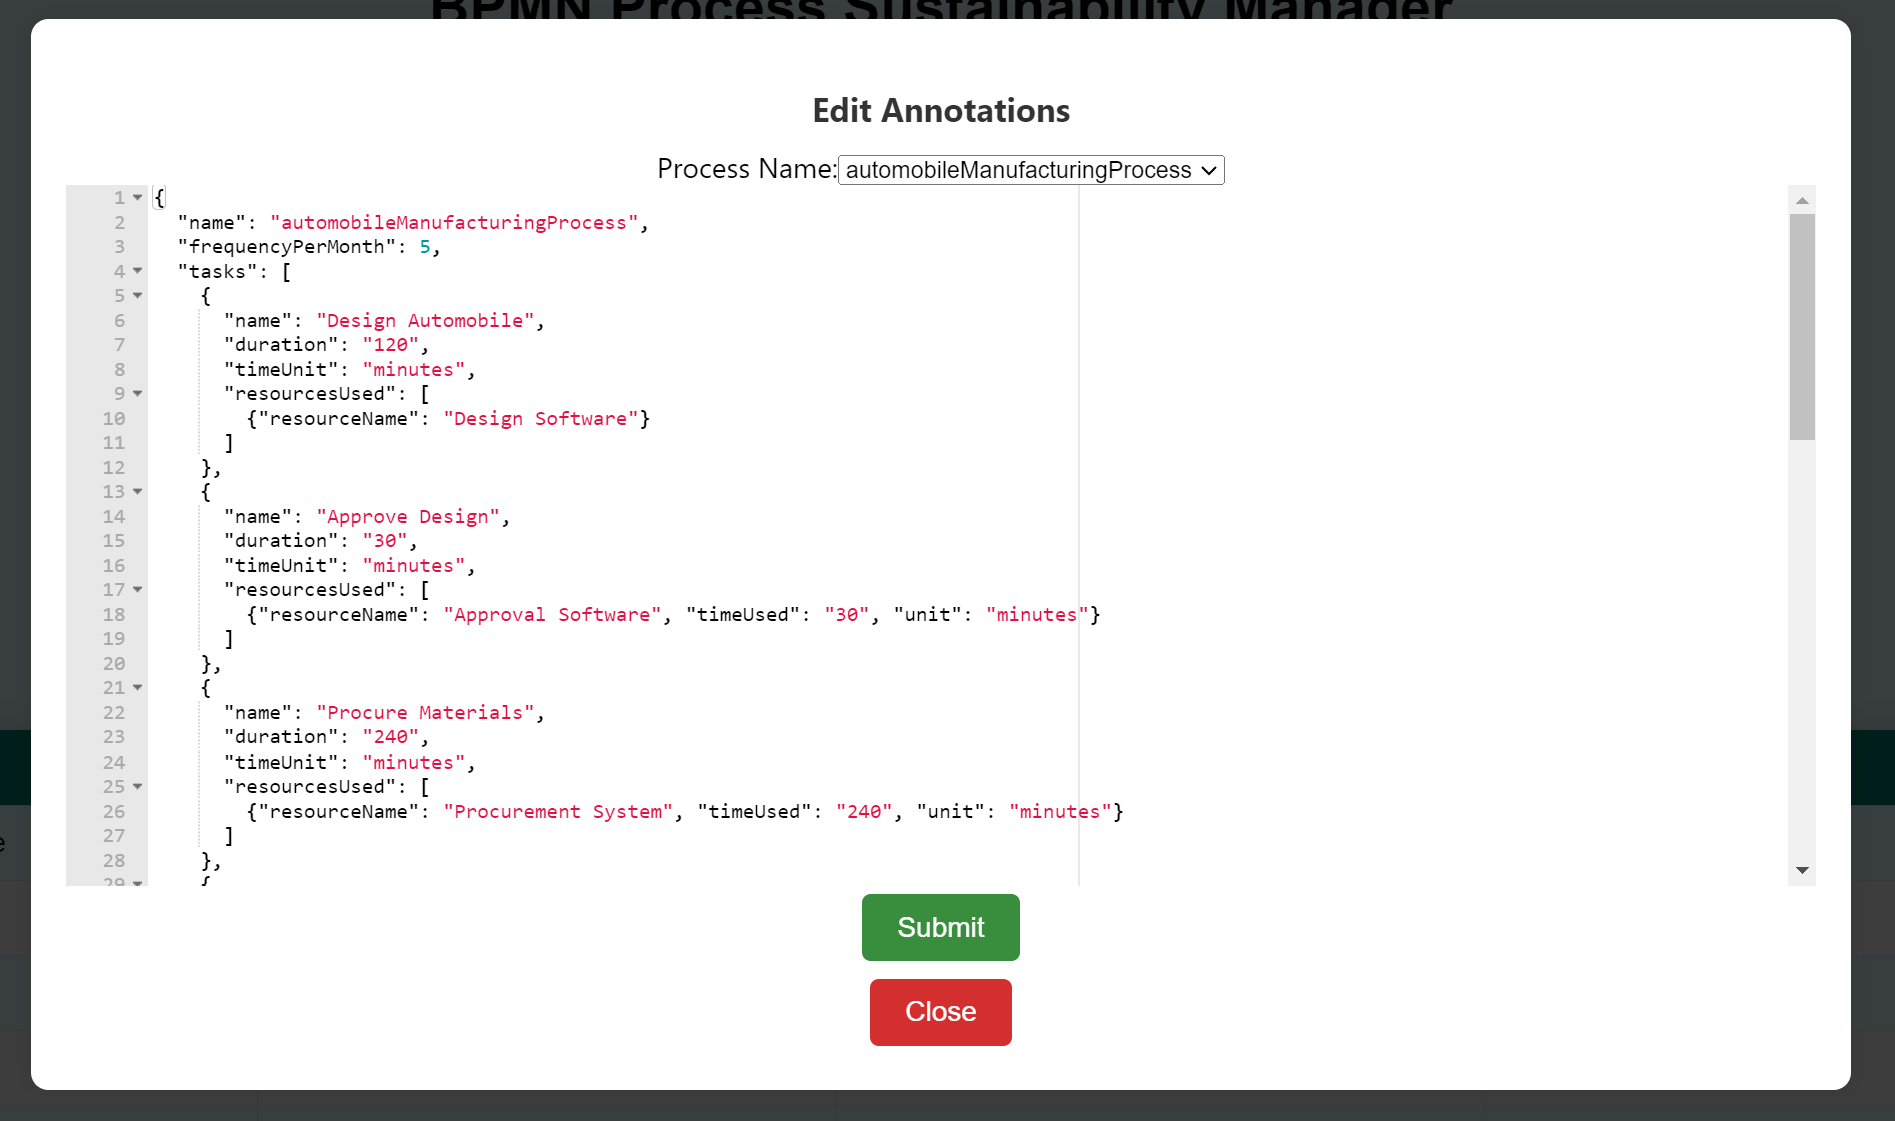 BPMN Process Sustainability Manager
Edit Annotations
Process Name: automobileManufacturingProcess
1 {
2 "name": "automobileManufacturingProcess",
3 "frequencyPerMonth": 5,
4 "tasks": [
5 {
6 "name": "Design Automobile",
7 "duration": "120",
8 "timeUnit": "minutes",
9 "resourcesUsed": [
10 {"resourceName": "Design Software"}
11 ]
12 },
13 {
14 "name": "Approve Design",
15 "duration": "30",
16 "timeUnit": "minutes",
17 "resourcesUsed": [
18 {"resourceName": "Approval Software", "timeUsed": "30", "unit": "minutes"}
19 ]
20 },
21 {
22 "name": "Procure Materials",
23 "duration": "240",
24 "timeUnit": "minutes",
25 "resourcesUsed": [
26 {"resourceName": "Procurement System", "timeUsed": "240", "unit": "minutes"}
27 ]
28 },
29 {
Submit
Close